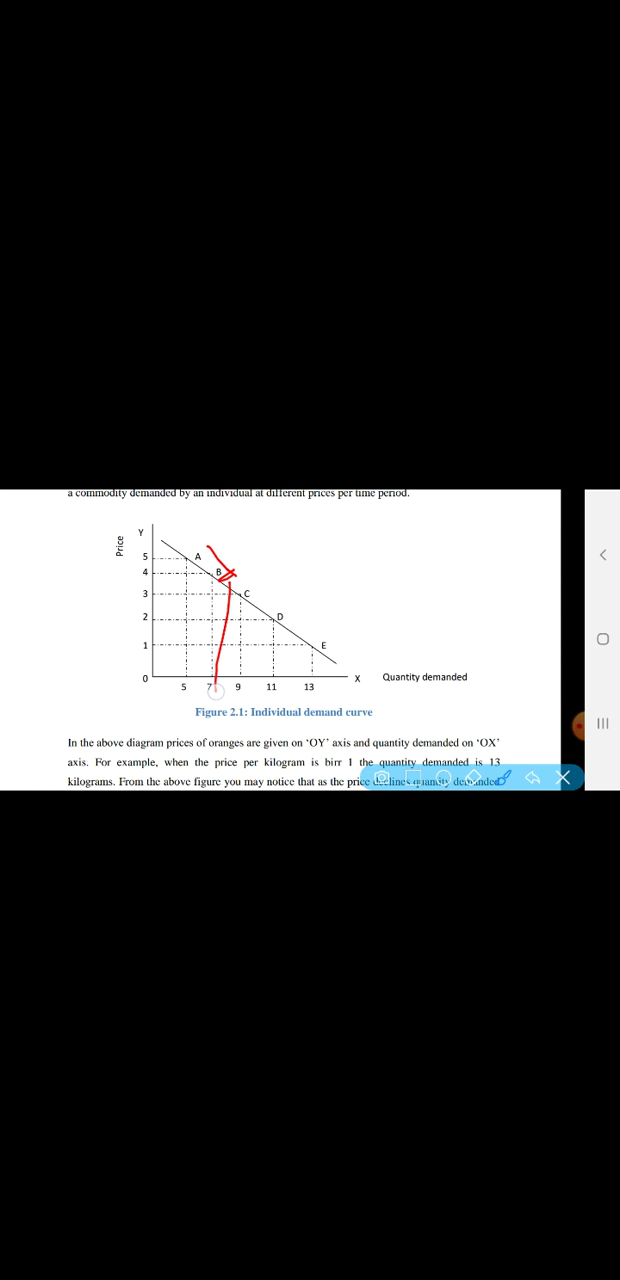 a commodity demanded by an individual at different prices per time period.
Price
Y
5
A
4
B
3
C
2
D
1
E
0
X
Quantity demanded
5
7
9
11
13
Figure 2.1: Individual demand curve
In the above diagram prices of oranges are given on ‘OY’ axis and quantity demanded on ‘OX’
axis. For example, when the price per kilogram is birr 1 the quantity demanded is 13
kilograms. From the above figure you may notice that as the price declines quantity demanded